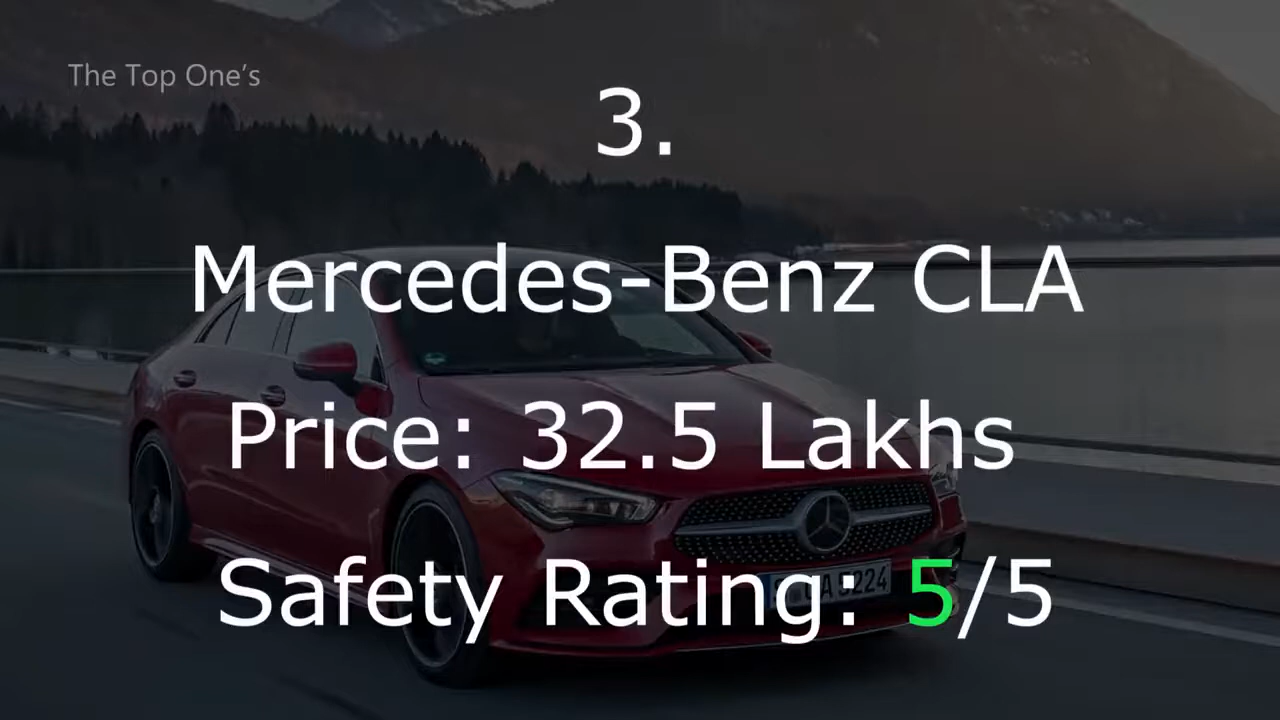 The Top One’s
3.
Mercedes-Benz CLA
Price: 32.5 Lakhs
Safety Rating: 5/5